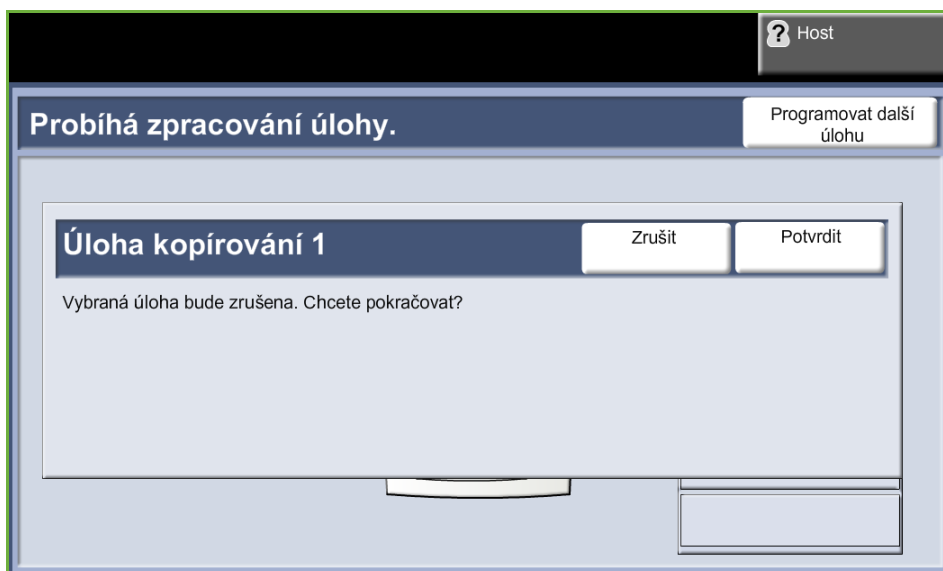 Host
Probíhá zpracování úlohy.
Programovat další
úlohu
Úloha kopírování 1
Zrušit
Potvrdit
Vybraná úloha bude zrušena. Chcete pokračovat?